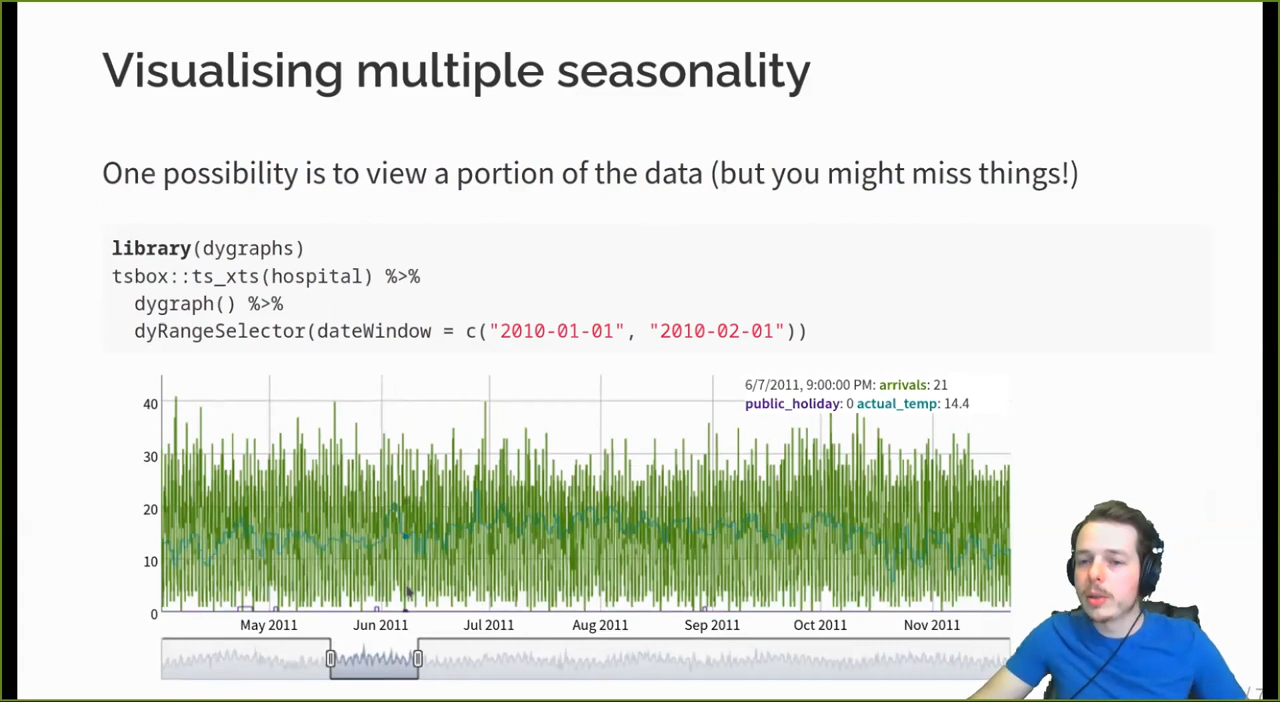 Visualising multiple seasonality
One possibility is to view a portion of the data (but you might miss things!)
library(dygraphs)
tsbox::ts_xts(hospital) %>%
dygraph() %>%
dyRangeSelector(dateWindow = c("2010-01-01", "2010-02-01"))
6/7/2011, 9:00:00 PM: arrivals: 21
public_holiday: 0 actual_temp: 14.4
40
30
20
10
0
May 2011 Jun 2011 Jul 2011 Aug 2011 Sep 2011 Oct 2011 Nov 2011